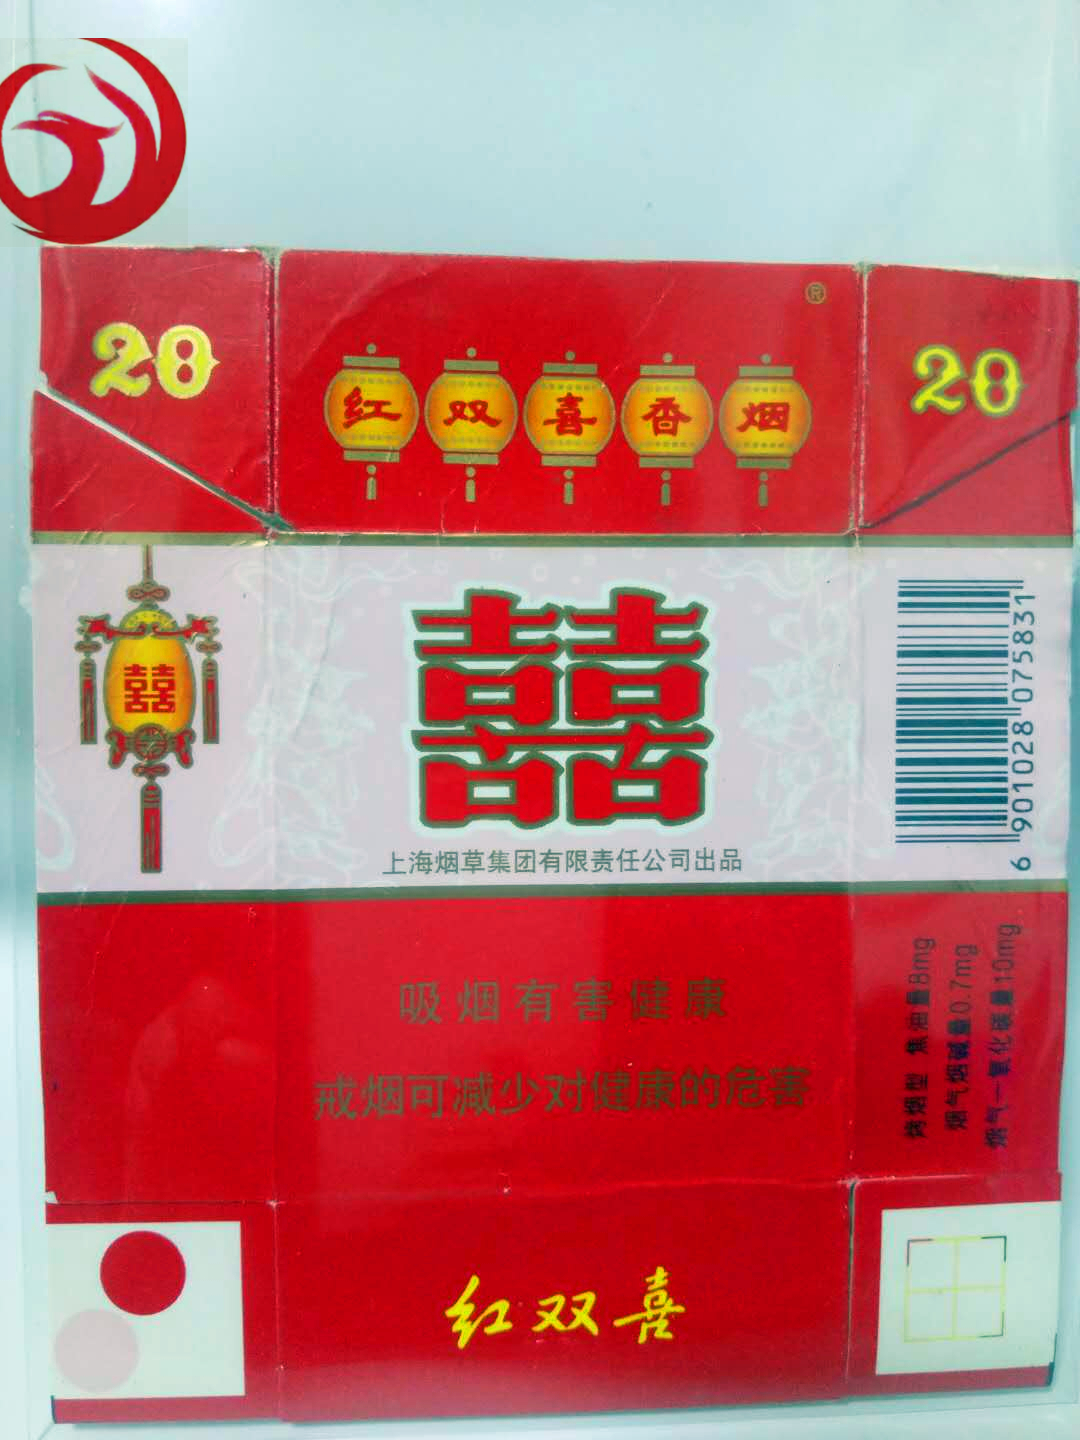 ®
20
红双喜香烟
20
囍
囍
上海烟草集团有限责任公司出品
6 901028 075831
吸烟有害健康
戒烟可减少对健康的危害
烤烟型 焦油量8mg
烟气烟碱量0.7mg
烟气一氧化碳量10mg
红双喜